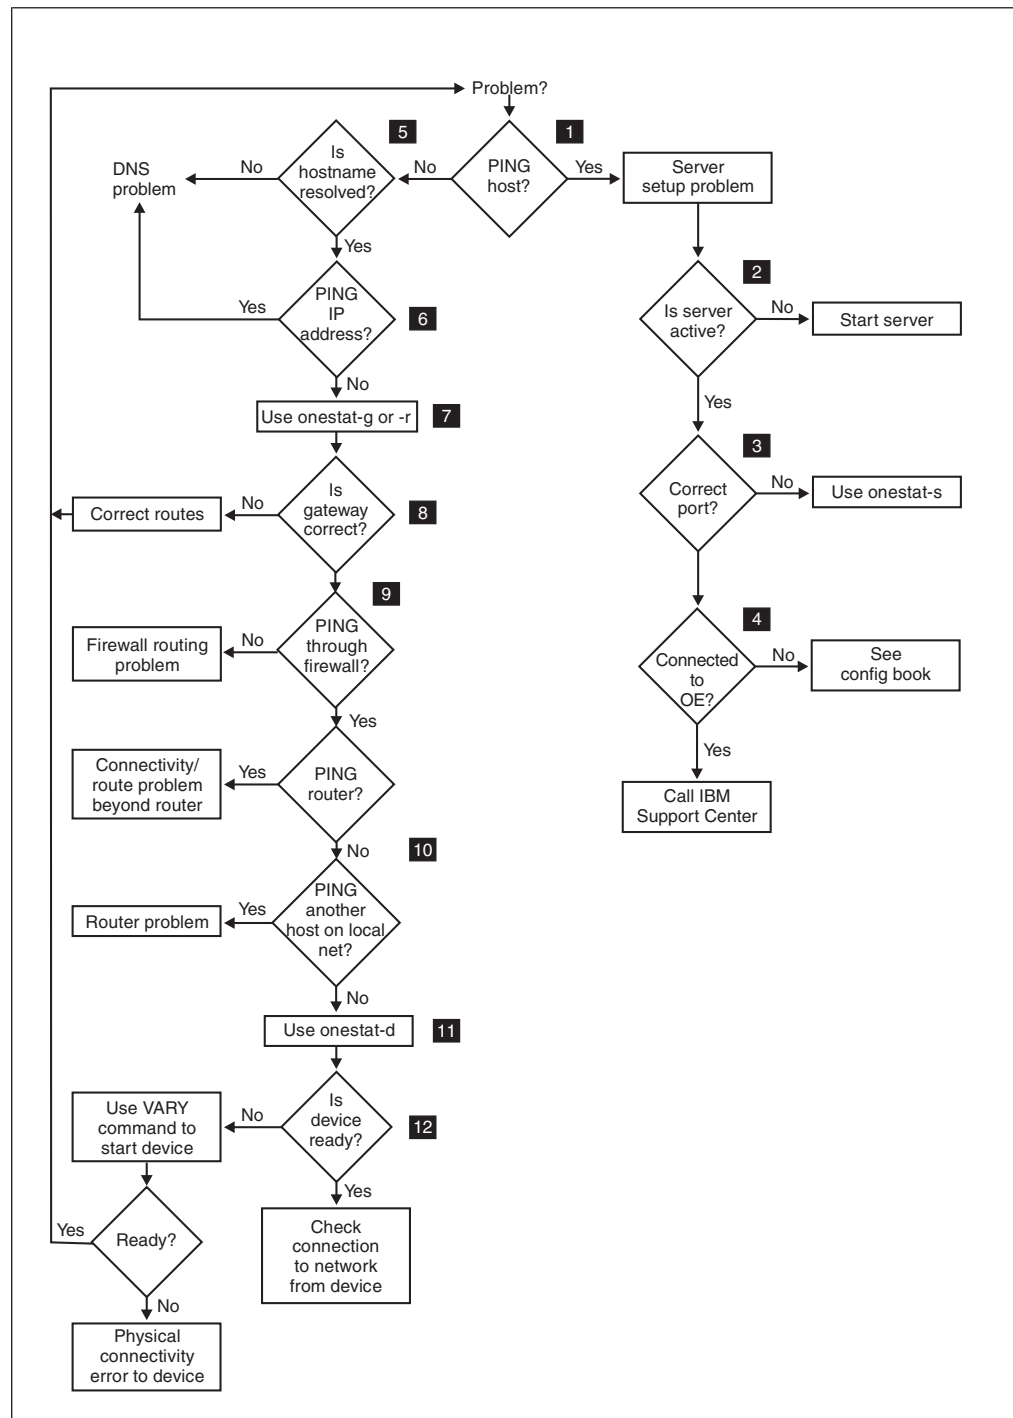 Problem?
5
1
Is
hostname
resolved?
No
PING
host?
Yes
Server
setup problem
No
DNS
problem
Yes
2
PING
IP
address?
6
Yes
Is server
active?
No
Start server
No
Use onestat-g or -r
7
Yes
3
Is
gateway
correct?
8
No
Correct routes
Correct
port?
No
Use onestat-s
9
PING
through
firewall?
No
Firewall routing
problem
4
Connected
to
OE?
No
See
config book
Yes
Yes
PING
router?
Yes
Connectivity/
route problem
beyond router
Call IBM
Support Center
No
10
PING
another
host on local
net?
Yes
Router problem
No
Use onestat-d
11
Is
device
ready?
12
No
Use VARY
command to
start device
Yes
Check
connection
to network
from device
Ready?
Yes
No
Physical
connectivity
error to device